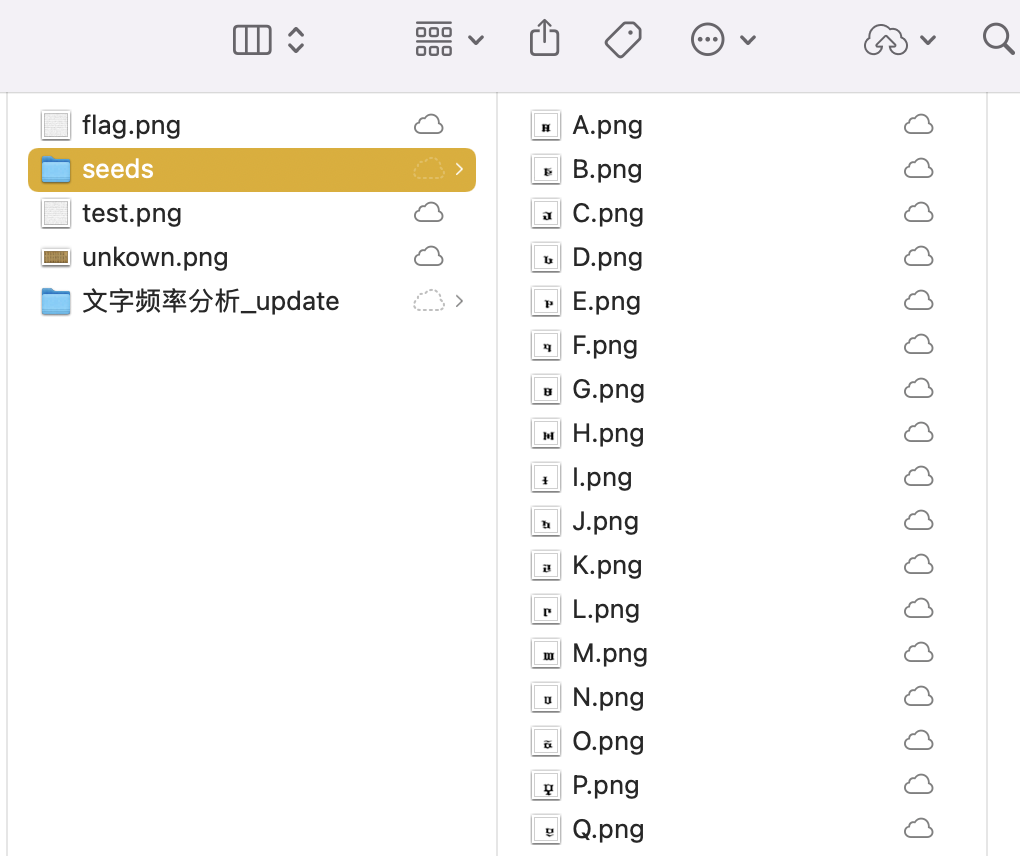 flag.png
seeds
test.png
unkown.png
文字频率分析_update
A.png
B.png
C.png
D.png
E.png
F.png
G.png
H.png
I.png
J.png
K.png
L.png
M.png
N.png
O.png
P.png
Q.png